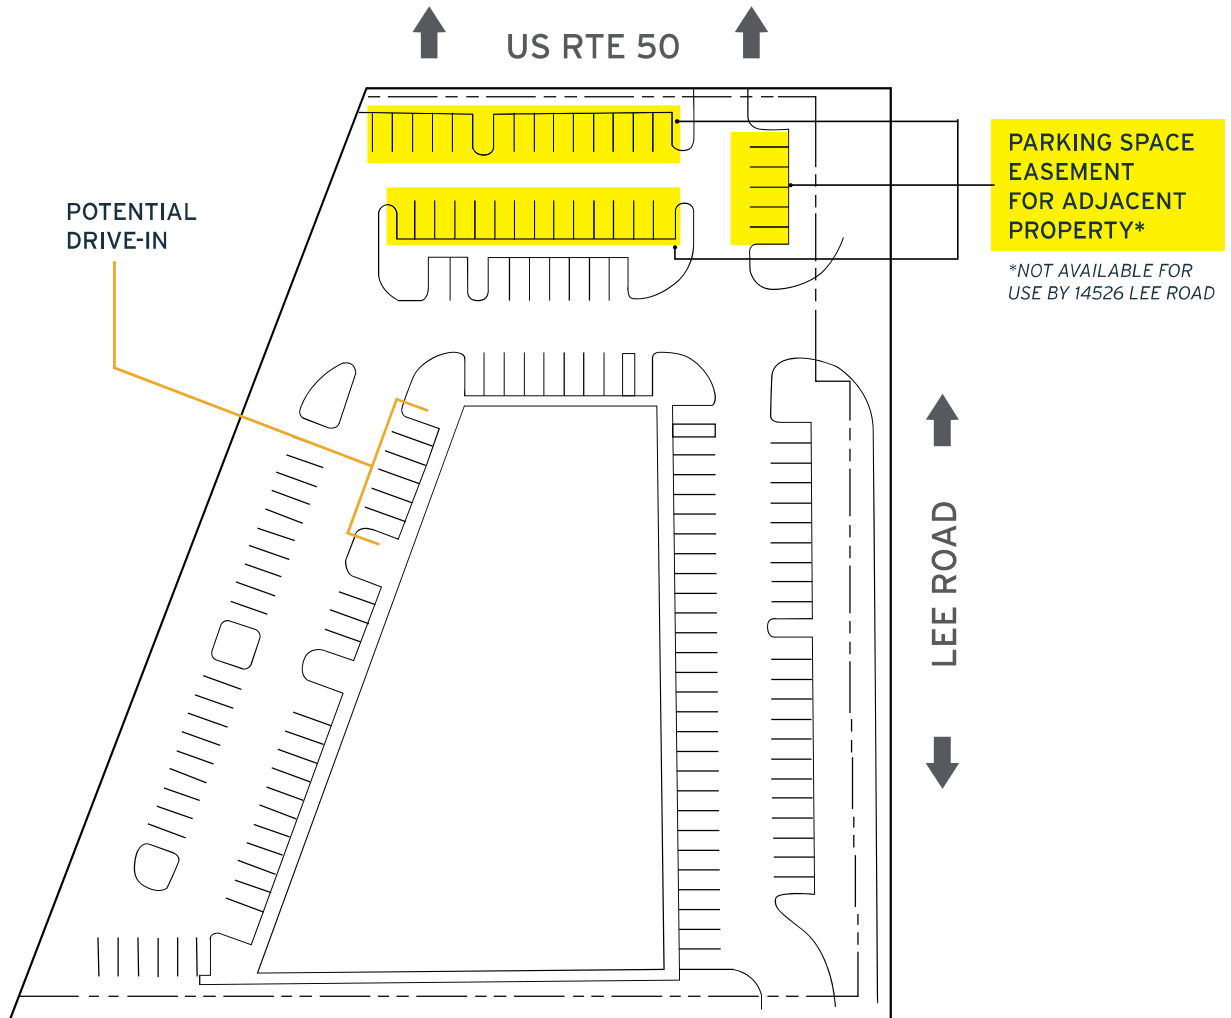 US RTE 50
PARKING SPACE
EASEMENT
FOR ADJACENT
PROPERTY*
*NOT AVAILABLE FOR
USE BY 14526 LEE ROAD
POTENTIAL
DRIVE-IN
LEE ROAD